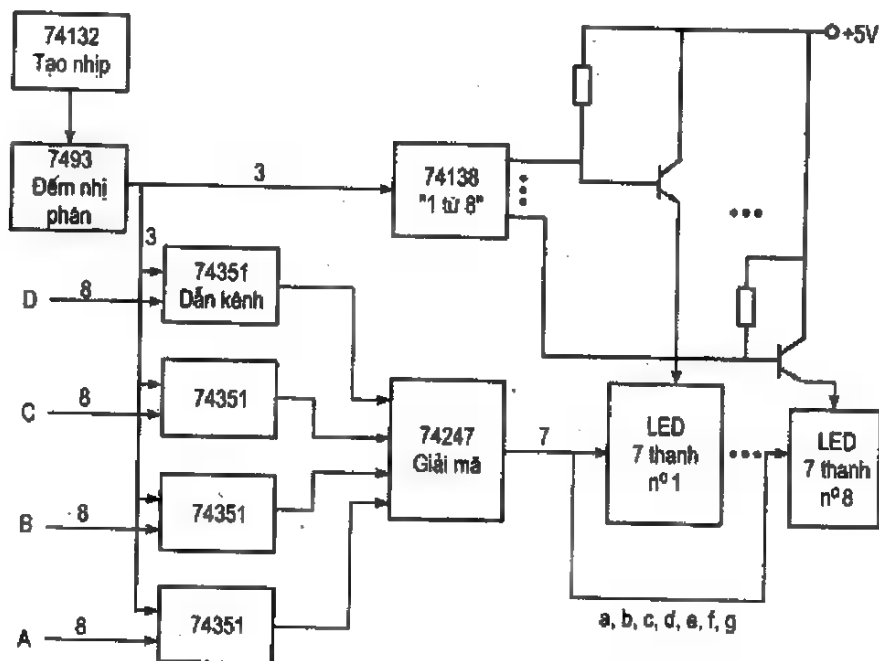 74132
Tạo nhịp
+5V
7493
Đếm nhị
phân
3
74138
"1 từ 8"
3
D
8
74351
Dẫn kênh
C
8
74351
74247
Giải mã
7
LED
7 thanh
nº 1
LED
7 thanh
nº 8
B
8
74351
A
8
74351
a, b, c, d, e, f, g